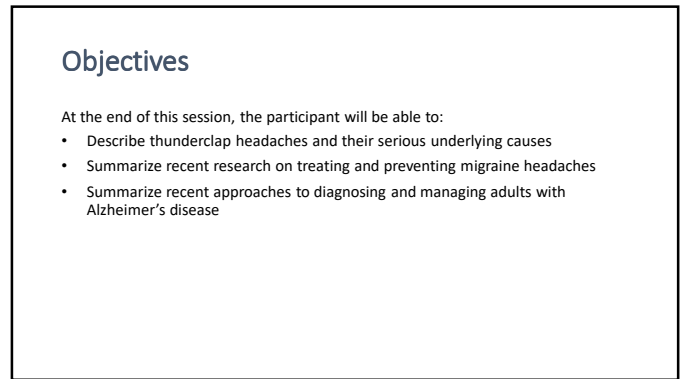 Objectives
At the end of this session, the participant will be able to:
• Describe thunderclap headaches and their serious underlying causes
• Summarize recent research on treating and preventing migraine headaches
• Summarize recent approaches to diagnosing and managing adults with
Alzheimer’s disease